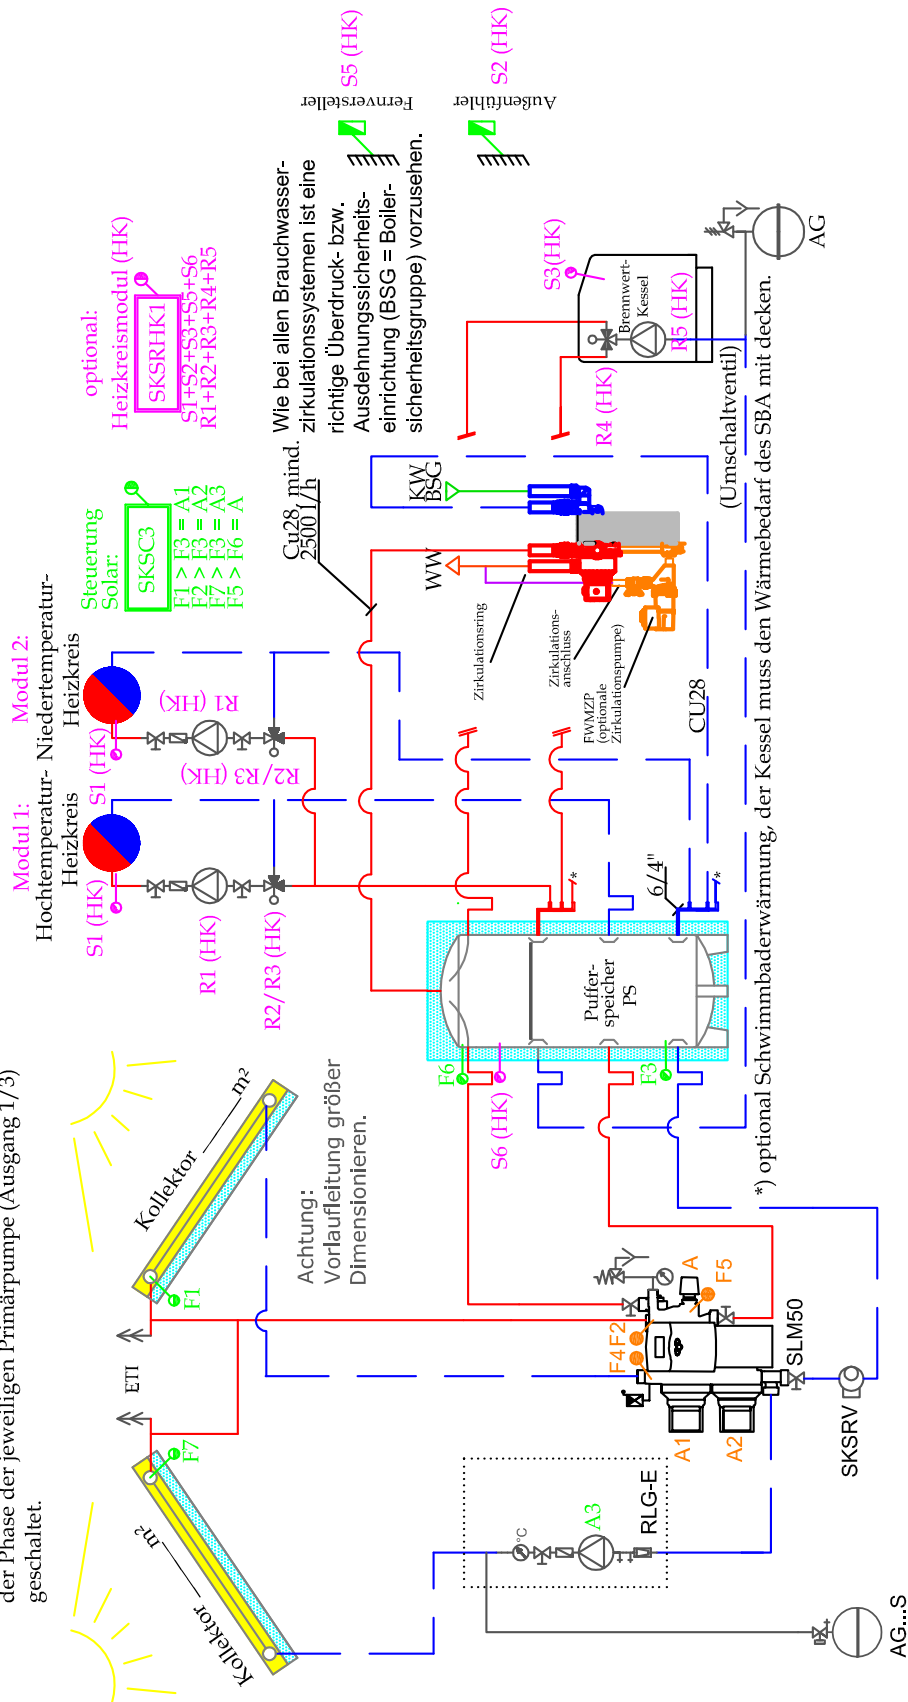 der Phase der jeweiligen Primärpumpe (Ausgang 1/3)
geschaltet.
Modul 1:
Hochtemperatur-
Heizkreis
Modul 2:
Niedertemperatur-
Heizkreis
Steuerung
Solar:
SKSC3
F1 > F3 = A1
F2 > F3 = A2
F7 > F3 = A3
F5 > F6 = A
optional:
Heizkreismodul (HK)
SKSRHK1
S1+S2+S3+S5+S6
R1+R2+R3+R4+R5
S1 (HK)
S1 (HK)
R1 (HK)
R1 (HK)
R2/R3 (HK)
R2/R3 (HK)
Cu28, mind.
2500 l/h
Wie bei allen Brauchwasser-
zirkulationssystemen ist eine
richtige Überdruck- bzw.
Ausdehnungssicherheits-
einrichtung (BSG = Boiler-
sicherheitsgruppe) vorzusehen.
Fernversteller
S5 (HK)
Außenfühler
S2 (HK)
Kollektor
m²
Kollektor
m²
F7
F1
ETI
Achtung:
Vorlaufleitung größer
Dimensionieren.
F6
S6 (HK)
F3
Puffer-
speicher
PS
*
*
6/4"
WW
KW
BSG
Zirkulationsring
Zirkulations-
anschluss
FWMZP
(optionale
Zirkulationspumpe)
CU28
S3(HK)
Brennwert-
Kessel
R5 (HK)
R4 (HK)
(Umschaltventil)
AG
*) optional Schwimmbaderwärmung, der Kessel muss den Wärmebedarf des SBA mit decken.
°C
A3
RLG-E
F4
F2
A
F5
A1
A2
SLM50
SKSRV
AG...S